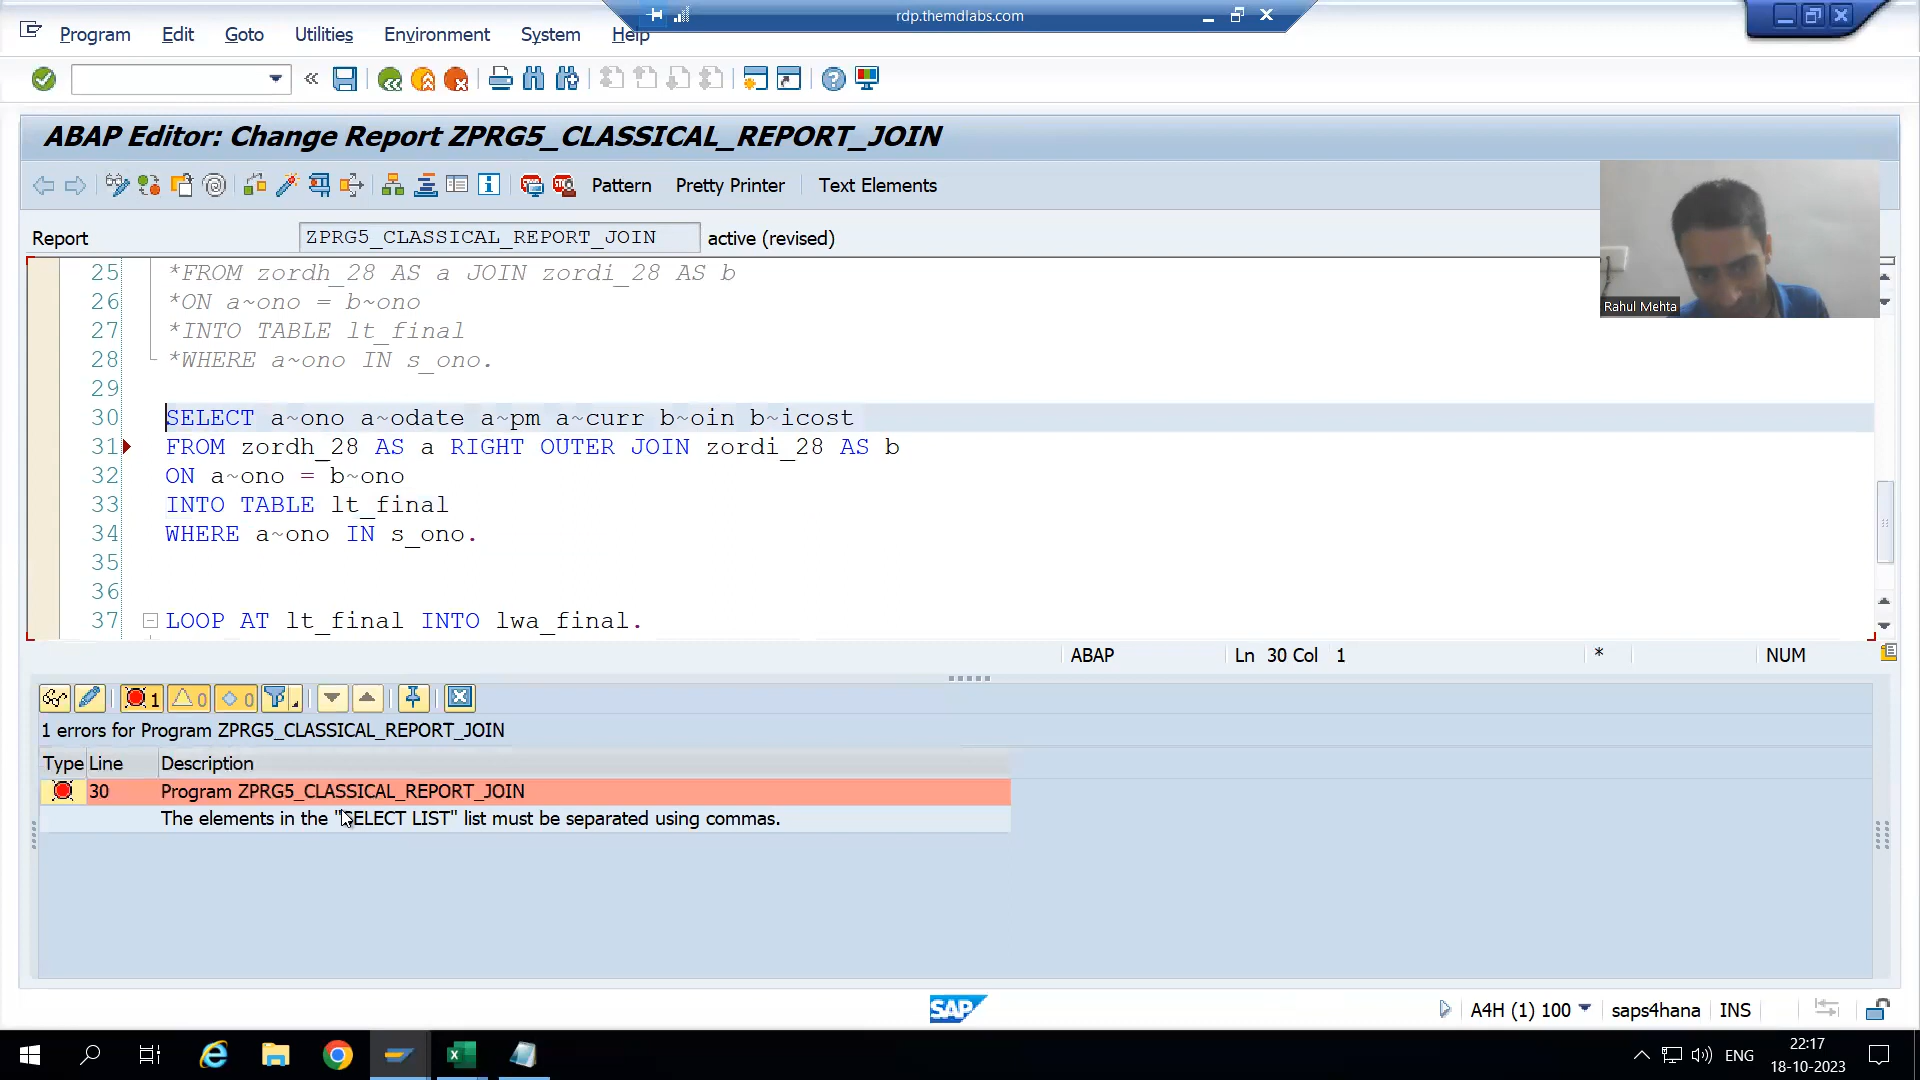 rdp.themdlabs.com
Program Edit Goto Utilities Environment System Help
ABAP Editor: Change Report ZPRG5_CLASSICAL_REPORT_JOIN
Pattern Pretty Printer Text Elements
Report ZPRG5_CLASSICAL_REPORT_JOIN active (revised)
Rahul Mehta
25 *FROM zordh_28 AS a JOIN zordi_28 AS b
26 *ON a~ono = b~ono
27 *INTO TABLE lt_final
28 *WHERE a~ono IN s_ono.
29
30 SELECT a~ono a~odate a~pm a~curr b~oin b~icost
31 FROM zordh_28 AS a RIGHT OUTER JOIN zordi_28 AS b
32 ON a~ono = b~ono
33 INTO TABLE lt_final
34 WHERE a~ono IN s_ono.
35
36
37 LOOP AT lt_final INTO lwa_final.
ABAP Ln 30 Col 1 * NUM
1 0 0
1 errors for Program ZPRG5_CLASSICAL_REPORT_JOIN
Type Line Description
30 Program ZPRG5_CLASSICAL_REPORT_JOIN
The elements in the "SELECT LIST" list must be separated using commas.
SAP A4H (1) 100 saps4hana INS
ENG 22:17
18-10-2023